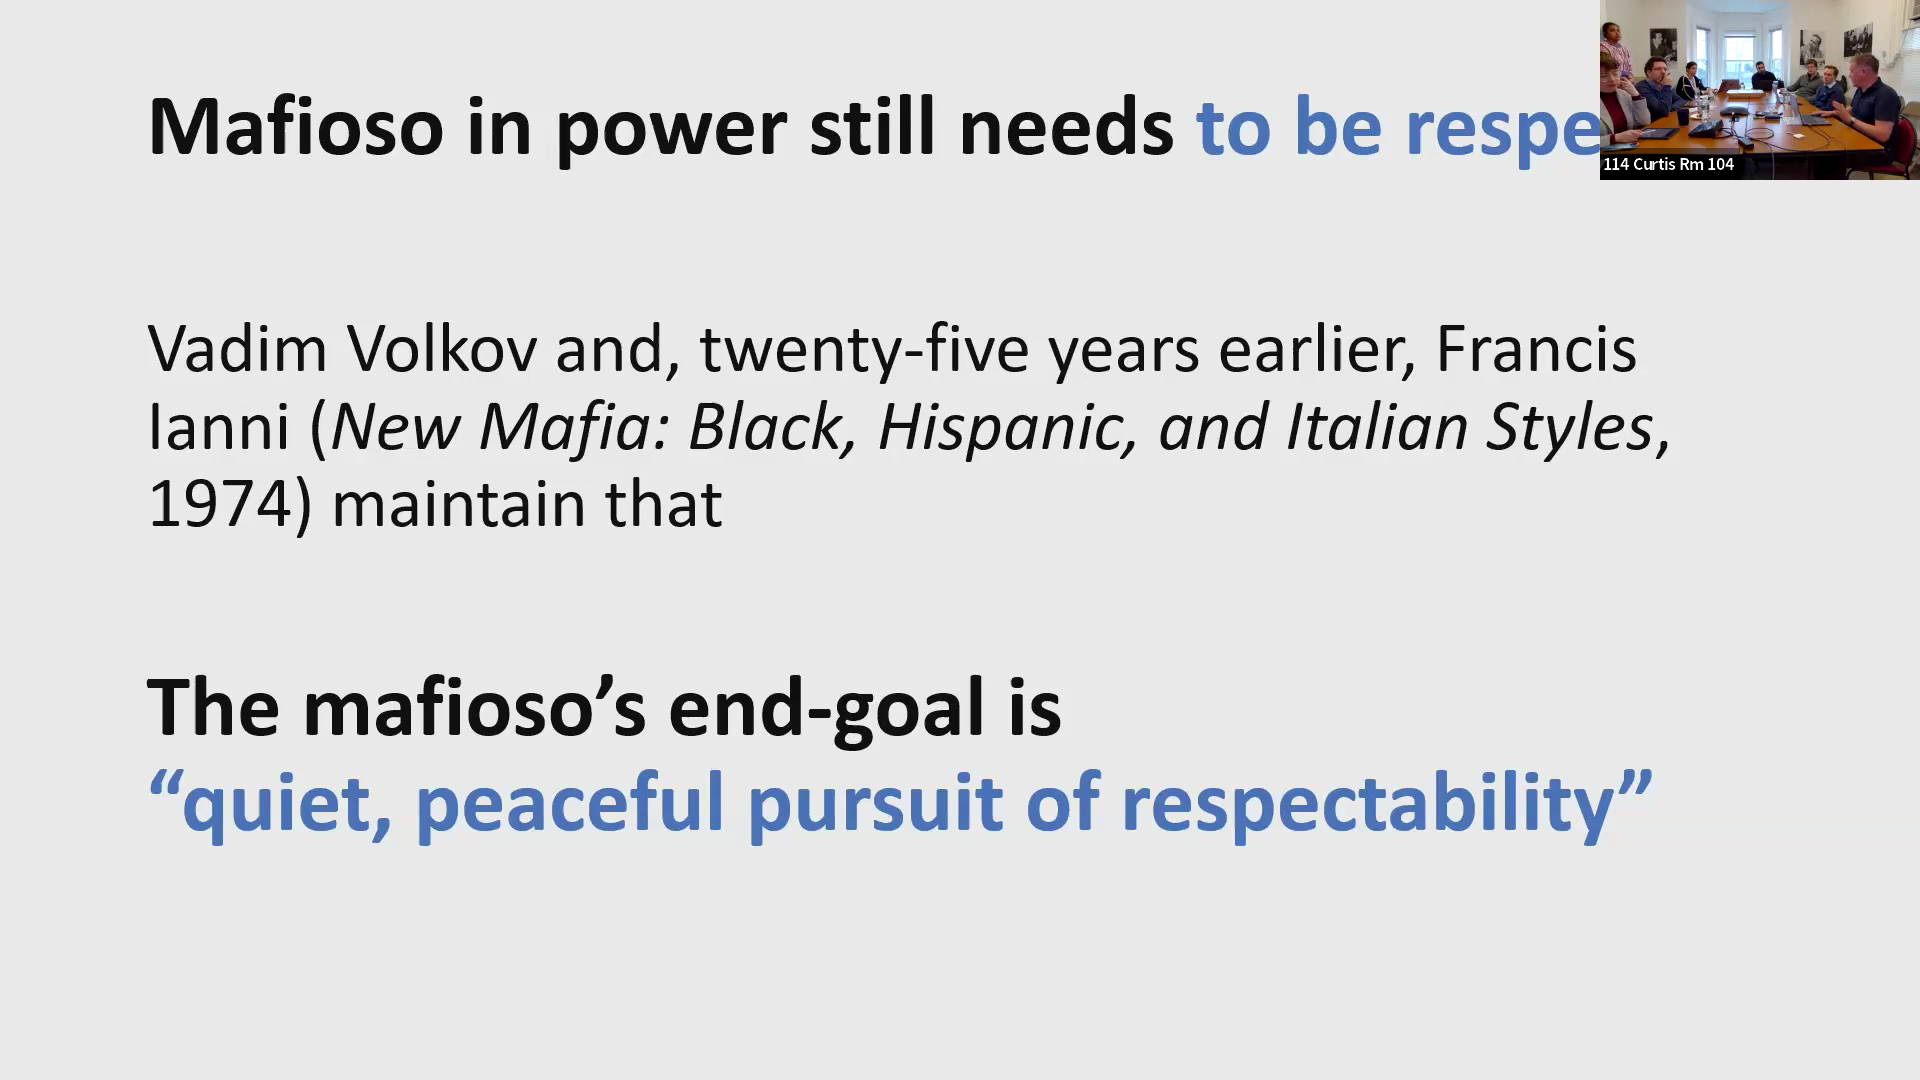 Mafioso in power still needs to be respe
114 Curtis Rm 104
Vadim Volkov and, twenty-five years earlier, Francis
Ianni (New Mafia: Black, Hispanic, and Italian Styles,
1974) maintain that
The mafioso’s end-goal is
“quiet, peaceful pursuit of respectability”